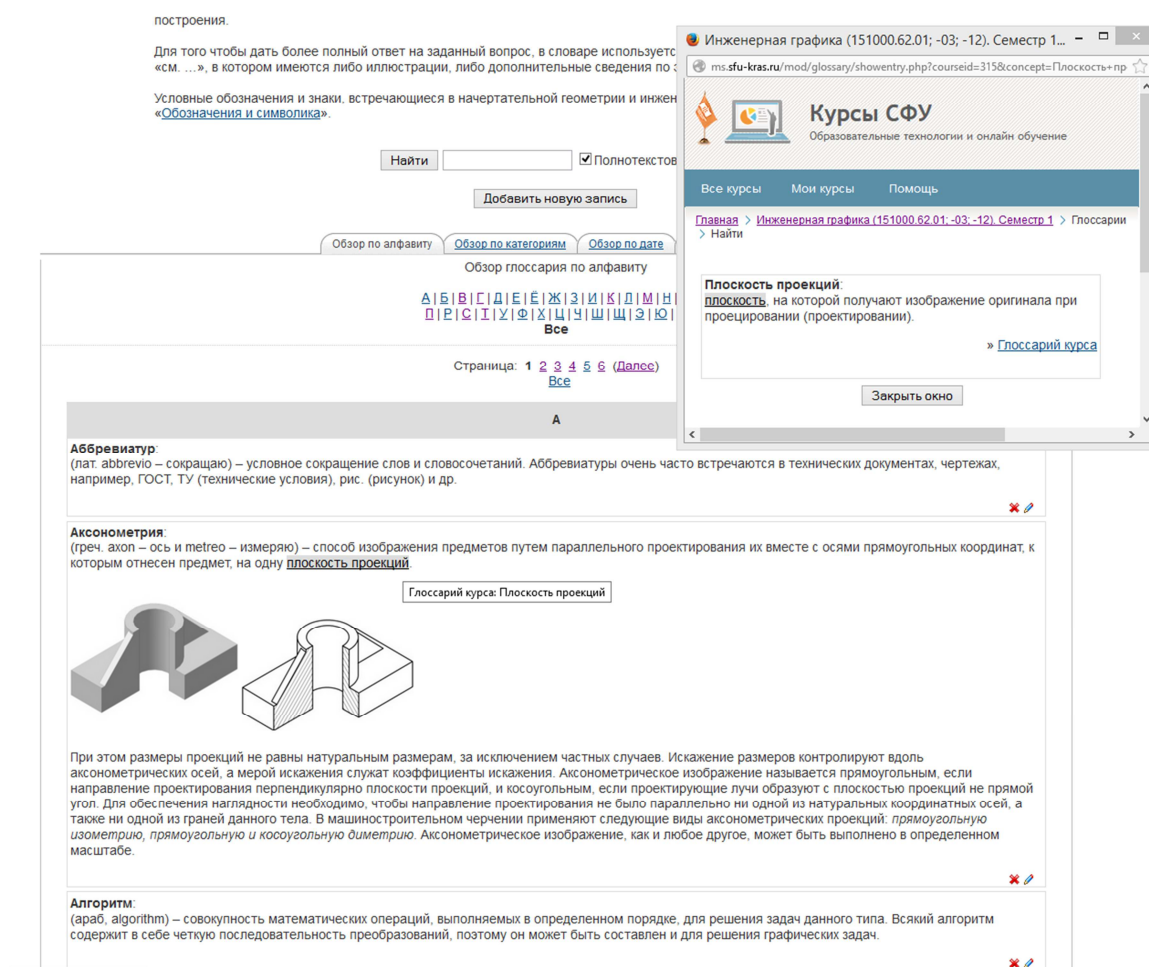 построения.
Для того чтобы дать более полный ответ на заданный вопрос, в словаре используетс
«см. …», в котором имеются либо иллюстрации, либо дополнительные сведения по з
Условные обозначения и знаки. встречающиеся в начертательной геометрии и инжен
«Обозначения и символика».
Найти
Полнотекстов
Добавить новую запись
Обзор по алфавиту Обзор по категориям Обзор по дате
Обзор глоссария по алфавиту
А | Б | В | Г | Д | Е | Ё | Ж | З | И | К | Л | М | Н |
П | Р | С | Т | У | Ф | Х | Ц | Ч | Ш | Щ | Э | Ю |
Все
Страница: 1 2 3 4 5 6 (Далее)
Все
А
Аббревиатур:
(лат. abbrevio – сокращаю) – условное сокращение слов и словосочетаний. Аббревиатуры очень часто встречаются в технических документах, чертежах,
например, ГОСТ, ТУ (технические условия), рис. (рисунок) и др.
Аксонометрия:
(греч. axon – ось и metreo – измеряю) – способ изображения предметов путем параллельного проектирования их вместе с осями прямоугольных координат, к
которым отнесен предмет, на одну плоскость проекций.
Глоссарий курса: Плоскость проекций
При этом размеры проекций не равны натуральным размерам, за исключением частных случаев. Искажение размеров контролируют вдоль
аксонометрических осей, а мерой искажения служат коэффициенты искажения. Аксонометрическое изображение называется прямоугольным, если
направление проектирования перпендикулярно плоскости проекций, и косоугольным, если проектирующие лучи образуют с плоскостью проекций не прямой
угол. Для обеспечения наглядности необходимо, чтобы направление проектирования не было параллельно ни одной из натуральных координатных осей, а
также ни одной из граней данного тела. В машиностроительном черчении применяют следующие виды аксонометрических проекций: прямоугольную
изометрию, прямоугольную и косоугольную диметрию. Аксонометрическое изображение, как и любое другое, может быть выполнено в определенном
масштабе.
Алгоритм:
(араб, algorithm) – совокупность математических операций, выполняемых в определенном порядке, для решения задач данного типа. Всякий алгоритм
содержит в себе четкую последовательность преобразований, поэтому он может быть составлен и для решения графических задач.
Инженерная графика (151000.62.01; -03; -12). Семестр 1...
ms.sfu-kras.ru/mod/glossary/showentry.php?courseid=315&concept=Плоскость+пр
Курсы СФУ
Образовательные технологии и онлайн обучение
Все курсы Мои курсы Помощь
Главная > Инженерная графика (151000.62.01; -03; -12). Семестр 1 > Глоссарии
> Найти
Плоскость проекций:
плоскость, на которой получают изображение оригинала при
проецировании (проектировании).
» Глоссарий курса
Закрыть окно